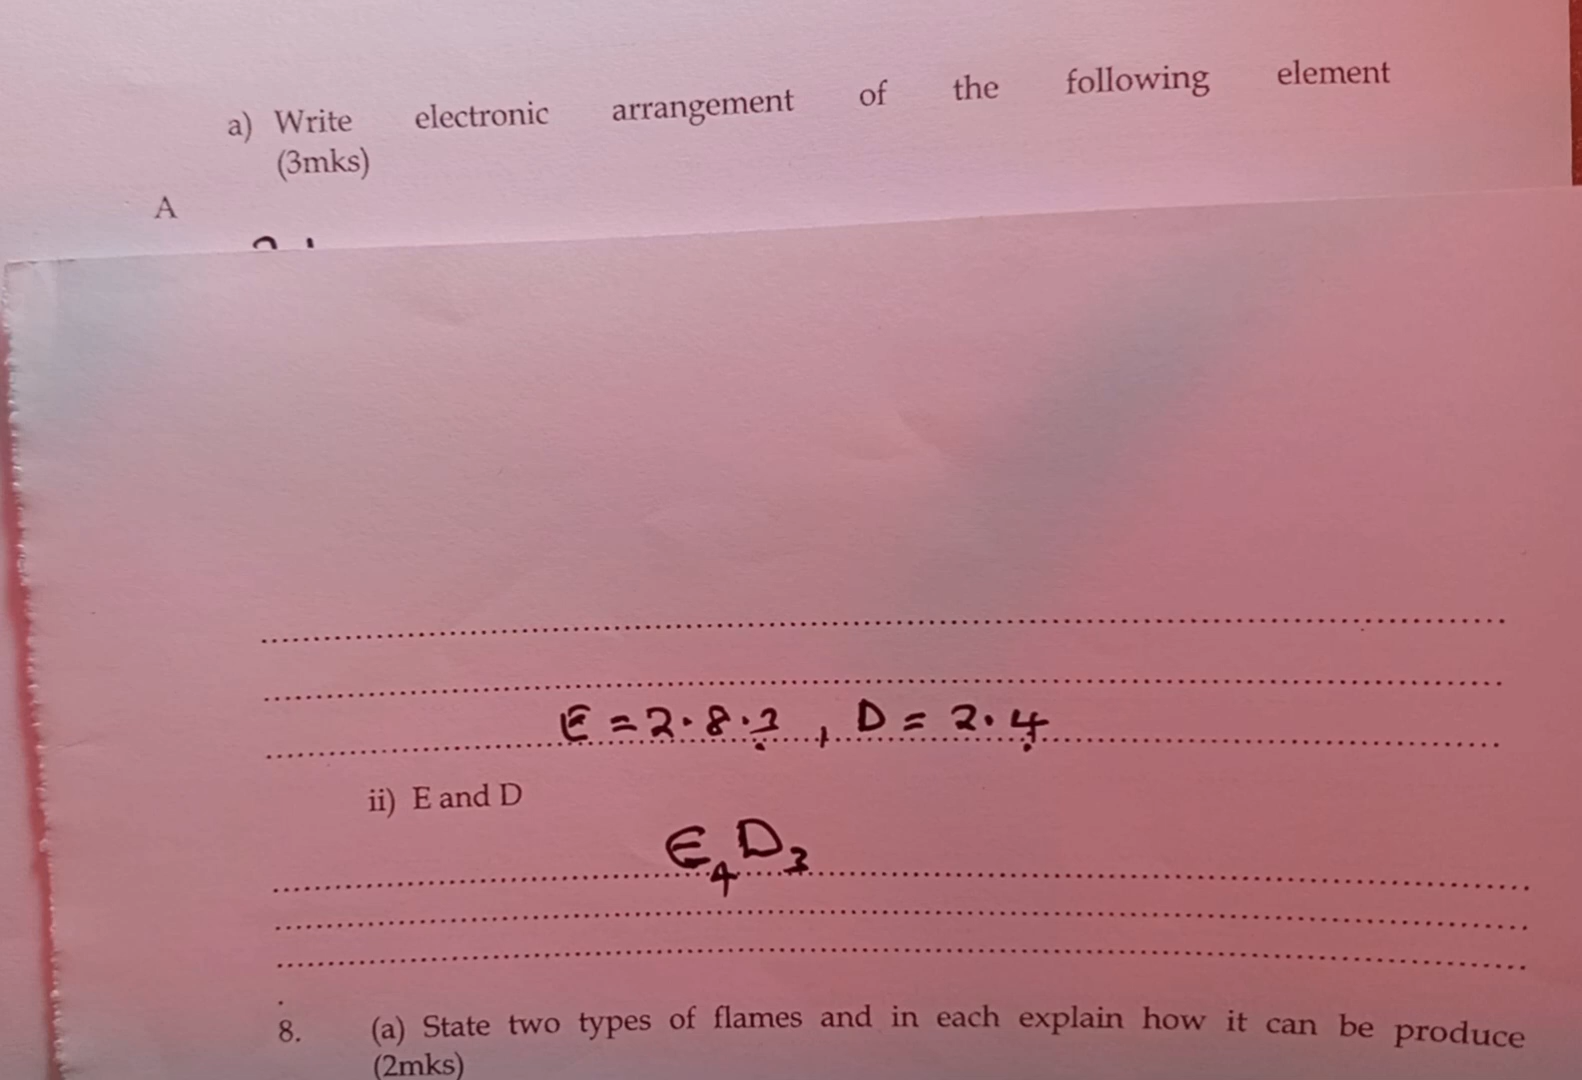 a) Write electronic arrangement of the following element
(3mks)
A
E = 2.8.3 , D = 2.4
ii) E and D
E4D3
8. (a) State two types of flames and in each explain how it can be produce
(2mks)